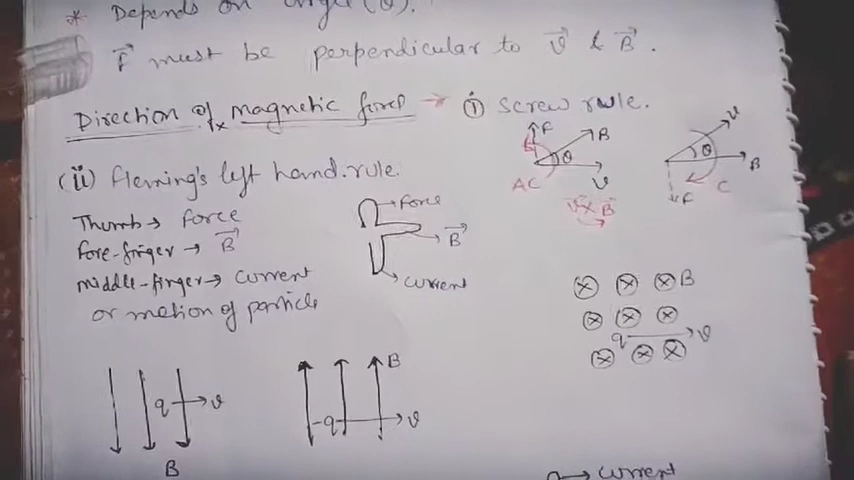 * Depends on angle (θ).
F must be perpendicular to v & B.
Direction of magnetic force → (i) screw rule.
F B θ v AC
v θ B C F
v x B
(ii) Fleming's left hand. rule.
Thumb → force
fore-finger → B
middle-finger → current
or motion of particle
force
B
current
B
q v
q v
B
B
q v
current